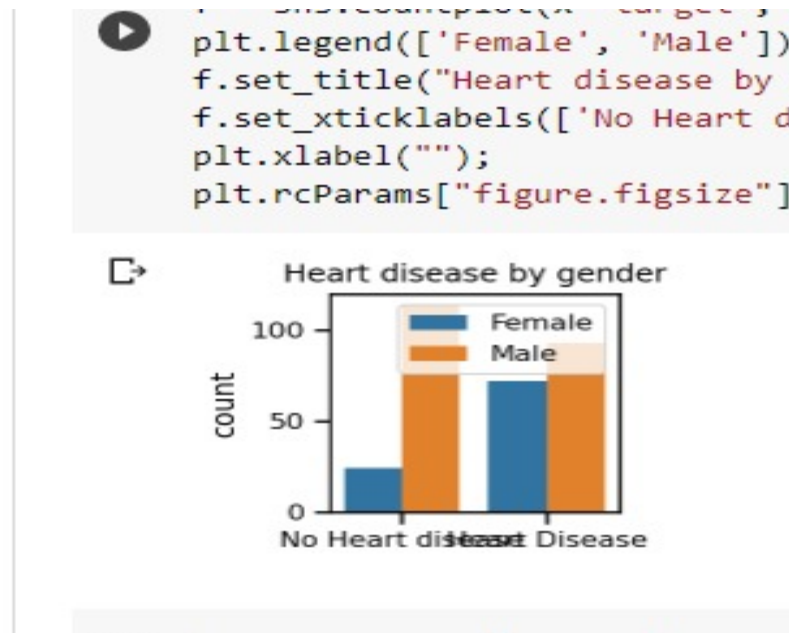 plt.legend(['Female', 'Male'])
f.set_title("Heart disease by
f.set_xticklabels(['No Heart d
plt.xlabel("");
plt.rcParams["figure.figsize"]
Heart disease by gender
Female
Male
100
50
0
count
No Heart disease Heart Disease